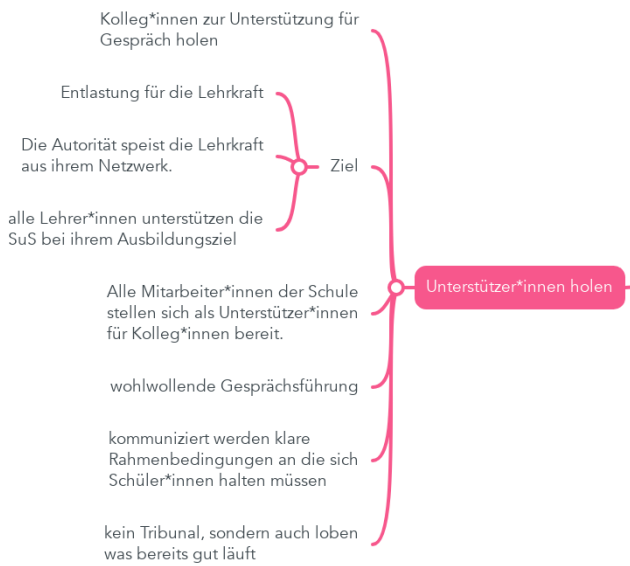 Kolleg*innen zur Unterstützung für
Gespräch holen
Entlastung für die Lehrkraft
Die Autorität speist die Lehrkraft
aus ihrem Netzwerk.
Ziel
alle Lehrer*innen unterstützen die
SuS bei ihrem Ausbildungsziel
Unterstützer*innen holen
Alle Mitarbeiter*innen der Schule
stellen sich als Unterstützer*innen
für Kolleg*innen bereit.
wohlwollende Gesprächsführung
kommuniziert werden klare
Rahmenbedingungen an die sich
Schüler*innen halten müssen
kein Tribunal, sondern auch loben
was bereits gut läuft